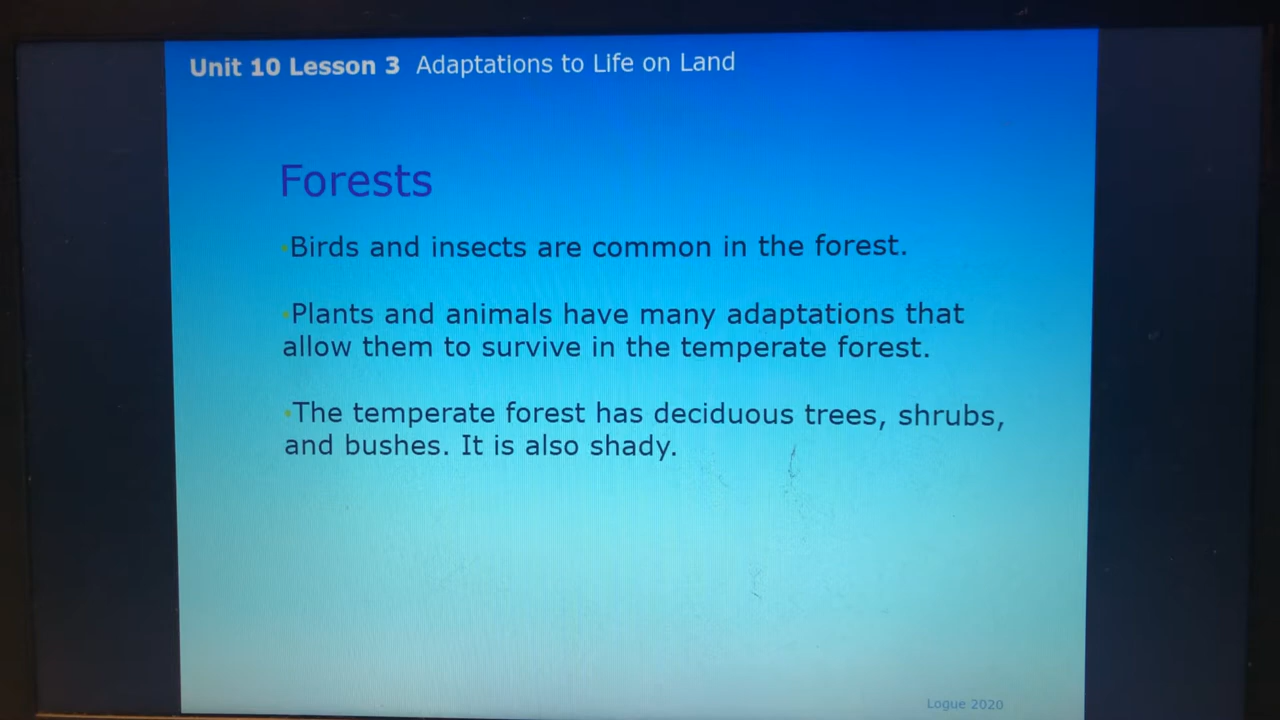 Unit 10 Lesson 3 Adaptations to Life on Land
Forests
•Birds and insects are common in the forest.
•Plants and animals have many adaptations that
allow them to survive in the temperate forest.
•The temperate forest has deciduous trees, shrubs,
and bushes. It is also shady.
Logue 2020